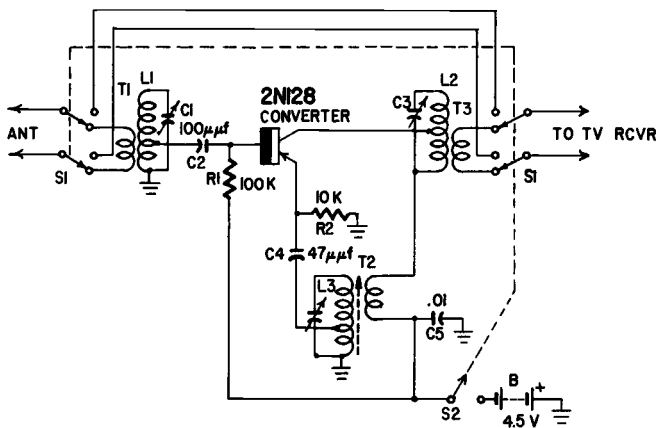 L1
T1
C1
100μμf
C2
ANT
S1
R1
100K
2N128
CONVERTER
C3
L2
T3
TO TV RCVR
S1
10K
R2
C4
47μμf
T2
L3
.01
C5
S2
B
+
4.5 V